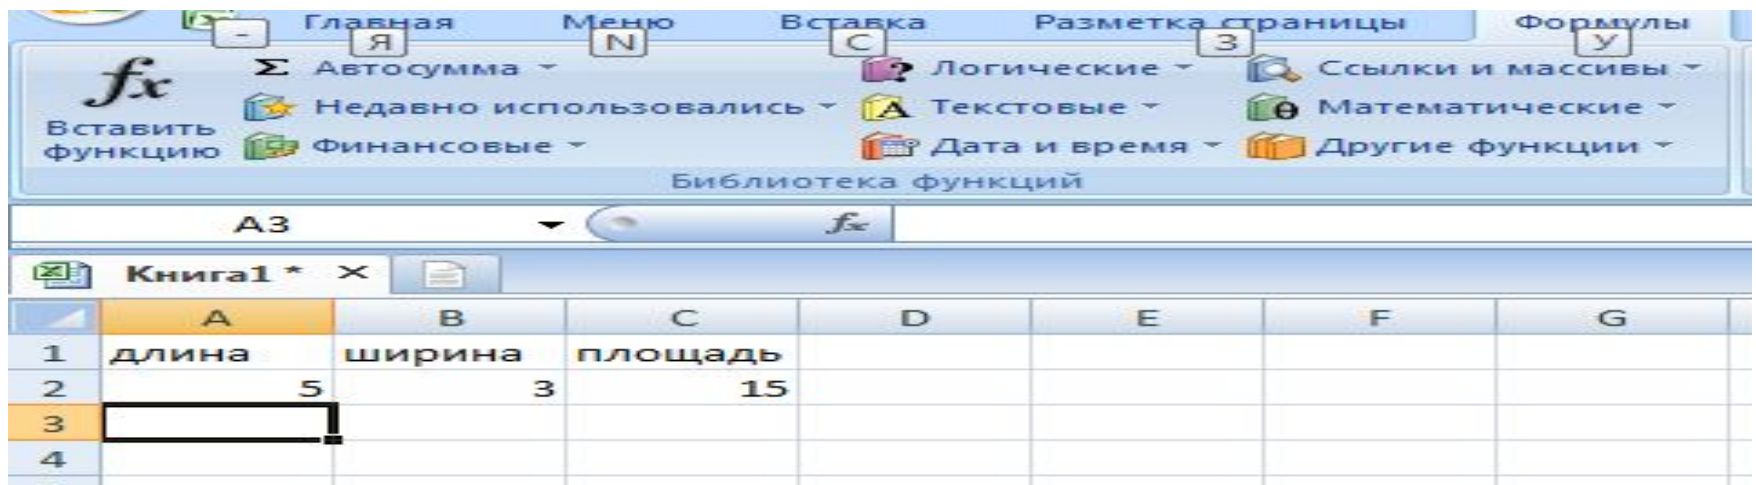 Главная Меню Вставка Разметка страницы Формулы
- Я N С З У
Σ Автосумма Логические Ссылки и массивы
fx Недавно использовались Текстовые Математические
Вставить функцию Финансовые Дата и время Другие функции
Библиотека функций
A3 fx
Книга1 *
A B C D E F G
1 длина ширина площадь
2 5 3 15
3
4